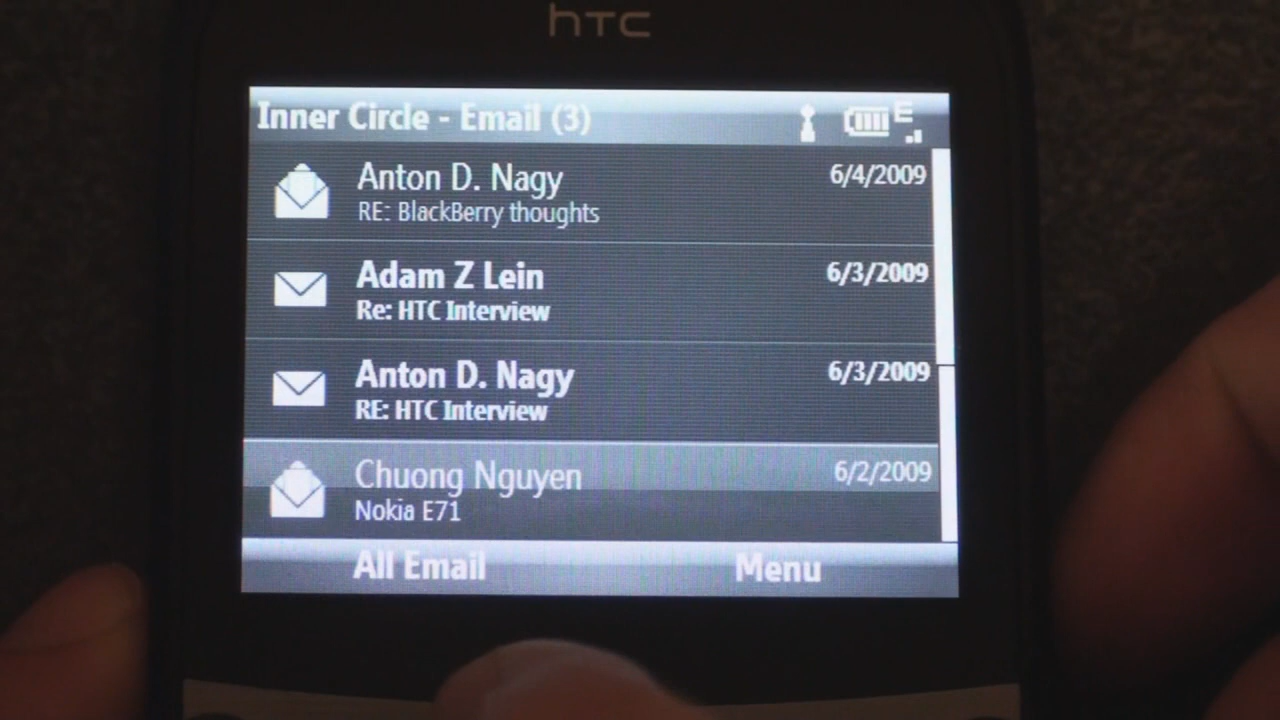 hTC
Inner Circle - Email (3)
E
Anton D. Nagy 6/4/2009
RE: BlackBerry thoughts
Adam Z Lein 6/3/2009
Re: HTC Interview
Anton D. Nagy 6/3/2009
RE: HTC Interview
Chuong Nguyen 6/2/2009
Nokia E71
All Email Menu